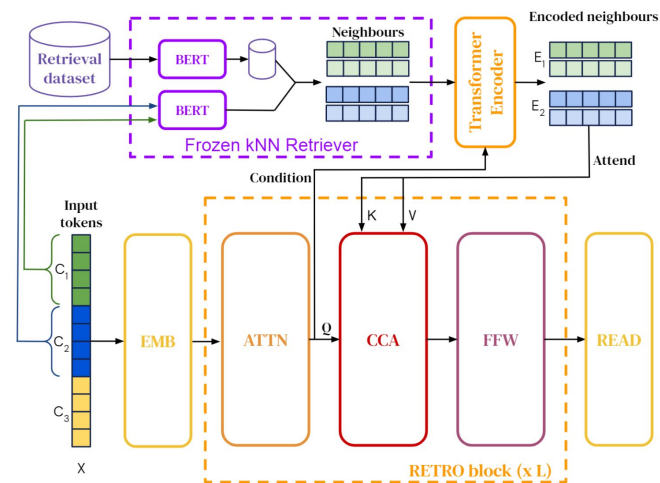 Encoded neighbours
Neighbours
Retrieval
dataset
BERT
BERT
Transformer
Encoder
E1
E2
Frozen kNN Retriever
Condition
Attend
Input
tokens
K
V
C1
C2
C3
Q
EMB
ATTN
CCA
FFW
READ
X
RETRO block (x L)